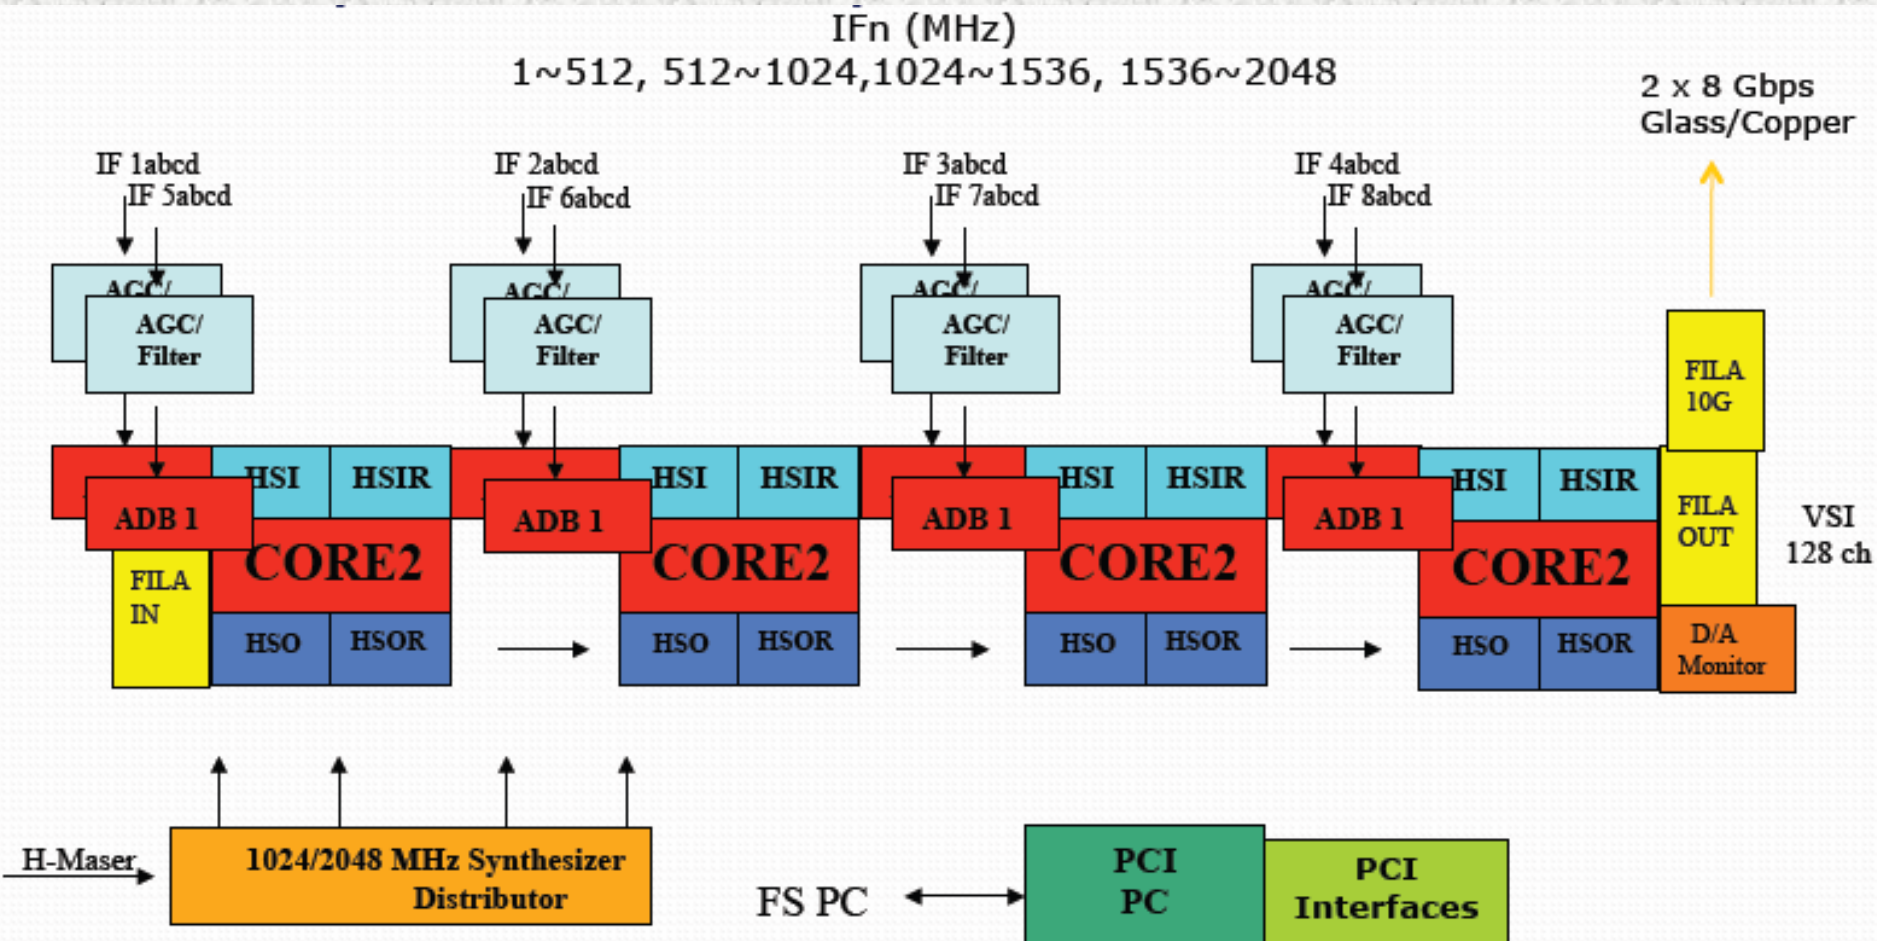 IFn (MHz)
1~512, 512~1024,1024~1536, 1536~2048
2 x 8 Gbps
Glass/Copper
IF 1abcd
IF 5abcd
IF 2abcd
IF 6abcd
IF 3abcd
IF 7abcd
IF 4abcd
IF 8abcd
AGC/
AGC/
Filter
AGC/
AGC/
Filter
AGC/
AGC/
Filter
AGC/
AGC/
Filter
FILA
10G
HSI
HSIR
HSI
HSIR
HSI
HSIR
HSI
HSIR
ADB 1
ADB 1
ADB 1
ADB 1
FILA
OUT
VSI
128 ch
CORE2
CORE2
CORE2
CORE2
FILA
IN
HSO
HSOR
HSO
HSOR
HSO
HSOR
HSO
HSOR
D/A
Monitor
H-Maser
1024/2048 MHz Synthesizer
Distributor
FS PC
PCI
PC
PCI
Interfaces